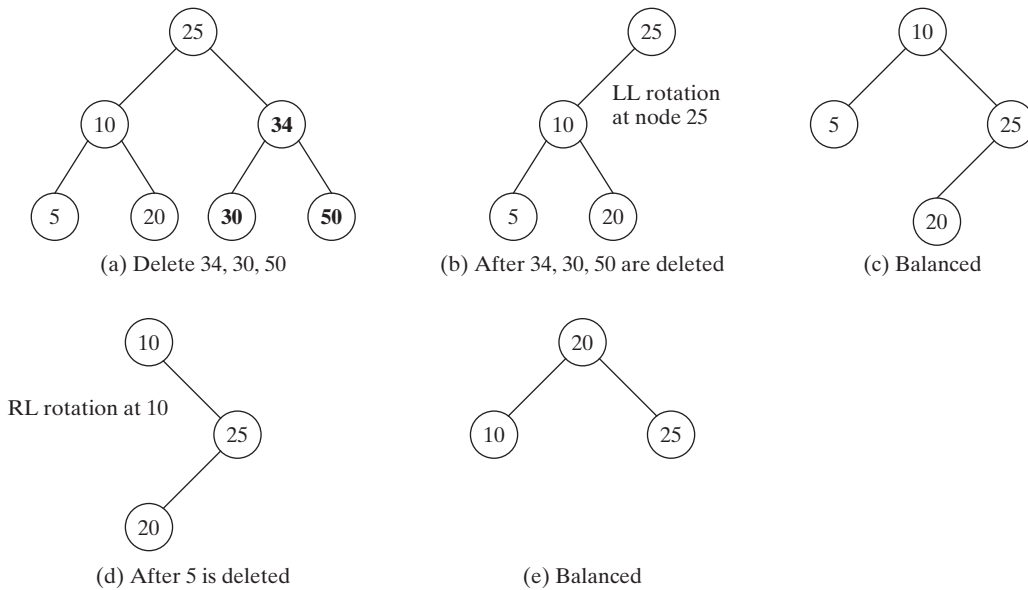 25
10
34
5
20
30
50
(a) Delete 34, 30, 50
25
LL rotation
at node 25
10
5
20
(b) After 34, 30, 50 are deleted
10
5
25
20
(c) Balanced
10
RL rotation at 10
25
20
(d) After 5 is deleted
20
10
25
(e) Balanced